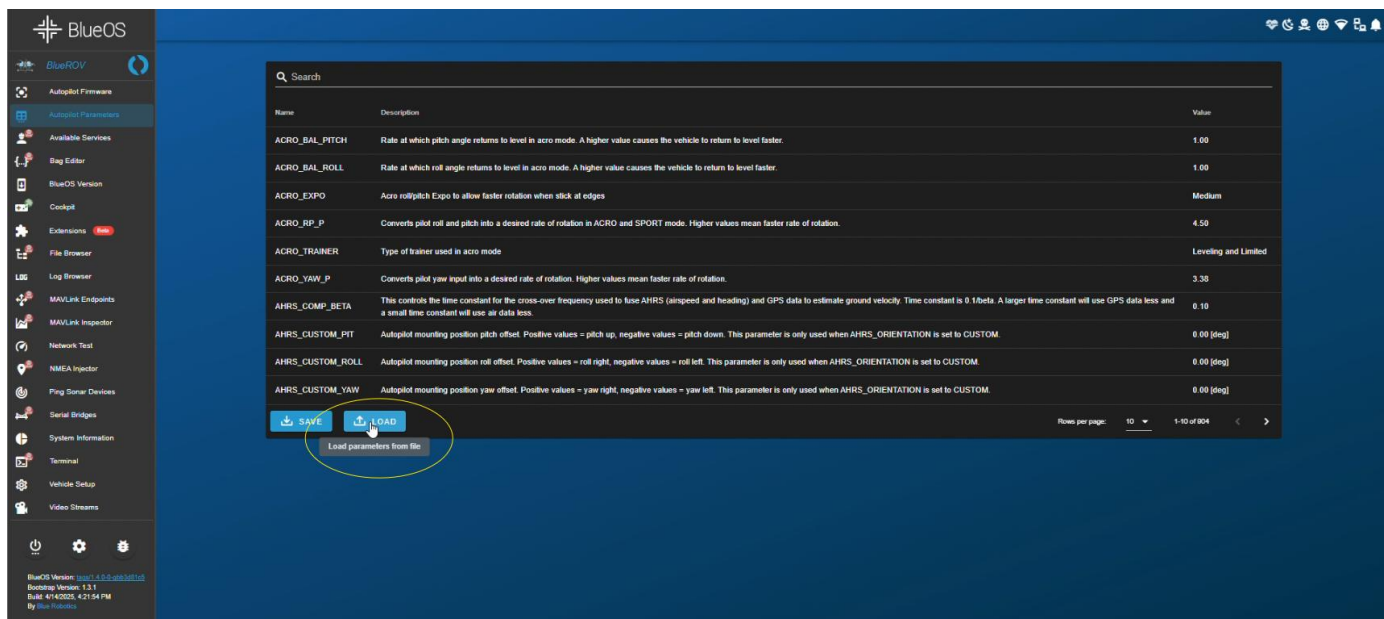 BlueOS
BlueROV
Autopilot Firmware
Autopilot Parameters
Available Services
Bag Editor
BlueOS Version
Cockpit
Extensions Beta
File Browser
LOG Log Browser
MAVLink Endpoints
MAVLink Inspector
Network Test
NMEA Injector
Ping Sonar Devices
Serial Bridges
System Information
Terminal
Vehicle Setup
Video Streams
BlueOS Version:
Bootstrap Version: 1.3.1
Build: 4/14/2025, 4:21:54 PM
By Blue Robotics
Search
Name Description Value
ACRO_BAL_PITCH Rate at which pitch angle returns to level in acro mode. A higher value causes the vehicle to return to level faster. 1.00
ACRO_BAL_ROLL Rate at which roll angle returns to level in acro mode. A higher value causes the vehicle to return to level faster. 1.00
ACRO_EXPO Acro roll/pitch Expo to allow faster rotation when stick at edges Medium
ACRO_RP_P Converts pilot roll and pitch into a desired rate of rotation in ACRO and SPORT mode. Higher values mean faster rate of rotation. 4.50
ACRO_TRAINER Type of trainer used in acro mode Leveling and Limited
ACRO_YAW_P Converts pilot yaw input into a desired rate of rotation. Higher values mean faster rate of rotation. 3.38
AHRS_COMP_BETA This controls the time constant for the cross-over frequency used to fuse AHRS (airspeed and heading) and GPS data to estimate ground velocity. Time constant is 0.1/beta. A larger time constant will use GPS data less and 0.10
a small time constant will use air data less.
AHRS_CUSTOM_PIT Autopilot mounting position pitch offset. Positive values = pitch up, negative values = pitch down. This parameter is only used when AHRS_ORIENTATION is set to CUSTOM. 0.00 [deg]
AHRS_CUSTOM_ROLL Autopilot mounting position roll offset. Positive values = roll right, negative values = roll left. This parameter is only used when AHRS_ORIENTATION is set to CUSTOM. 0.00 [deg]
AHRS_CUSTOM_YAW Autopilot mounting position yaw offset. Positive values = yaw right, negative values = yaw left. This parameter is only used when AHRS_ORIENTATION is set to CUSTOM. 0.00 [deg]
SAVE LOAD Rows per page: 10 1-10 of 904
Load parameters from file